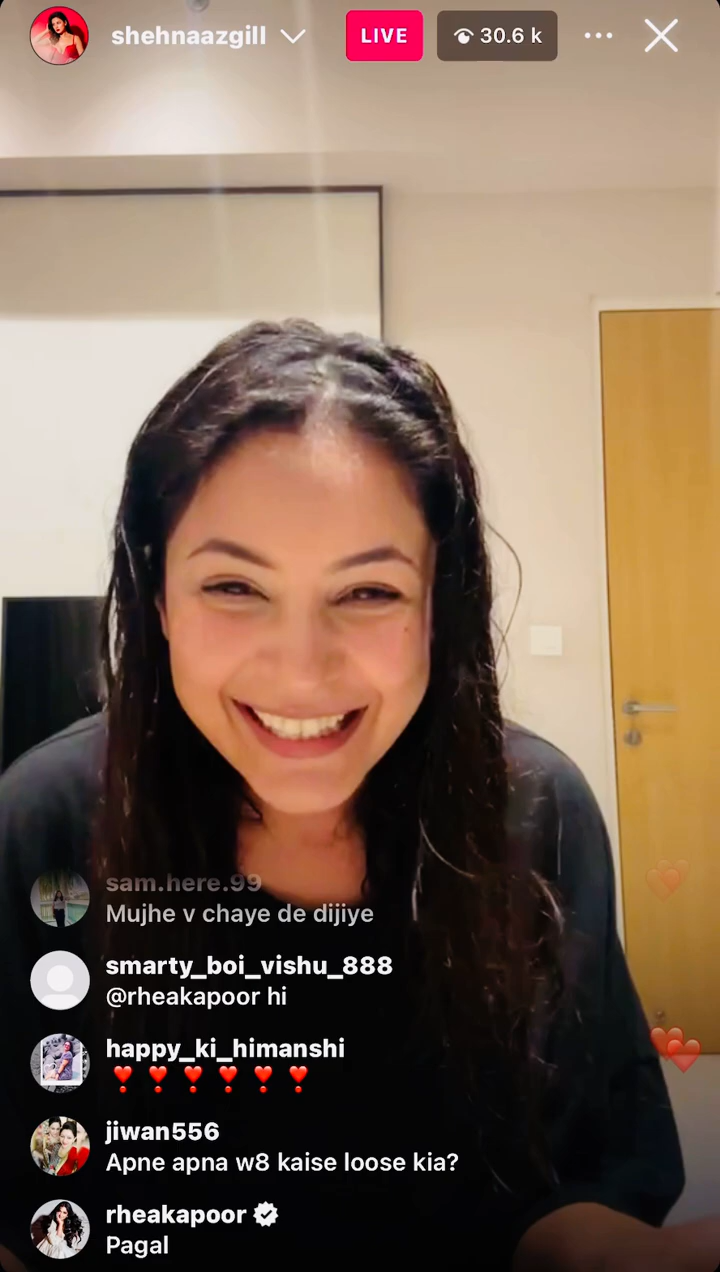 shehnaazgill
LIVE
30.6 k
sam.here.99
Mujhe v chaye de dijiye
smarty_boi_vishu_888
@rheakapoor hi
happy_ki_himanshi
❣️ ❣️ ❣️ ❣️ ❣️ ❣️
jiwan556
Apne apna w8 kaise loose kia?
rheakapoor
Pagal